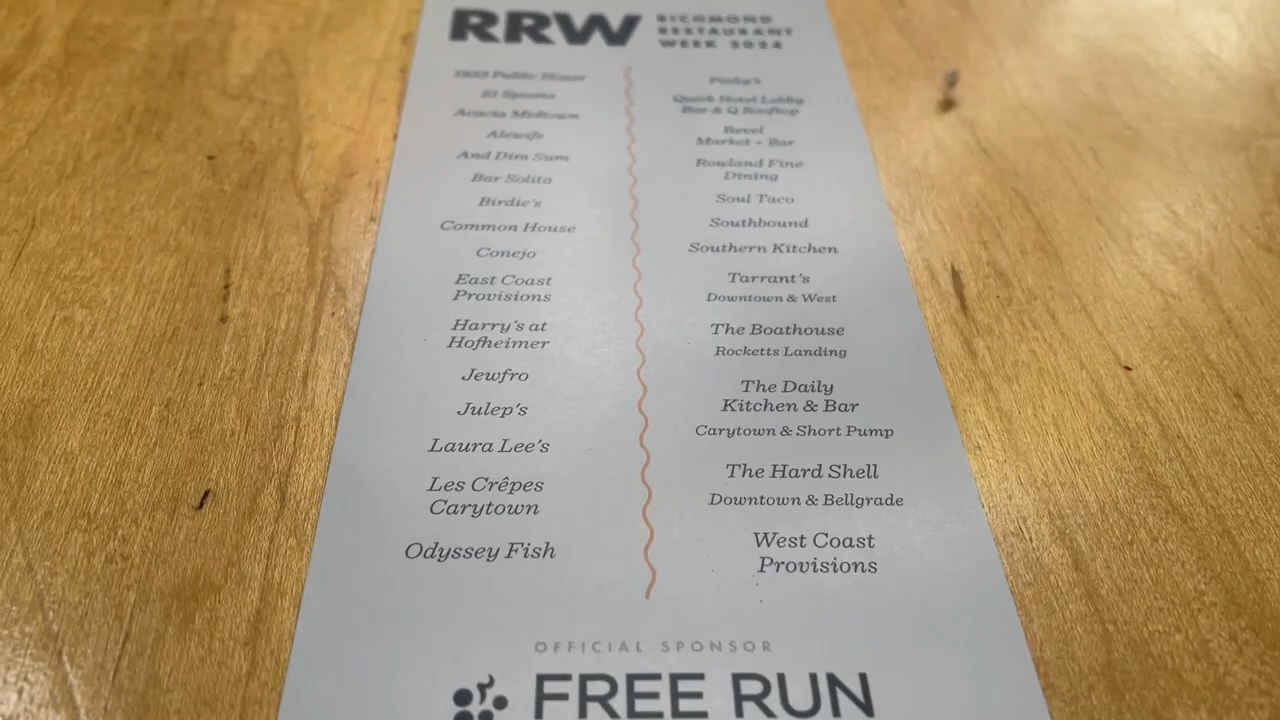 RRW
RICHMOND
RESTAURANT
WEEK 2024
1933 Public House
21 Spoons
Acacia Midtown
Alewife
And Dim Sum
Bar Solita
Birdie's
Common House
Conejo
East Coast
Provisions
Harry's at
Hofheimer
Jewfro
Julep's
Laura Lee's
Les Crêpes
Carytown
Odyssey Fish
Pinky's
Quirk Hotel Lobby
Bar & Q Rooftop
Revel
Market + Bar
Rowland Fine
Dining
Soul Taco
Southbound
Southern Kitchen
Tarrant's
Downtown & West
The Boathouse
Rocketts Landing
The Daily
Kitchen & Bar
Carytown & Short Pump
The Hard Shell
Downtown & Bellgrade
West Coast
Provisions
OFFICIAL SPONSOR
FREE RUN